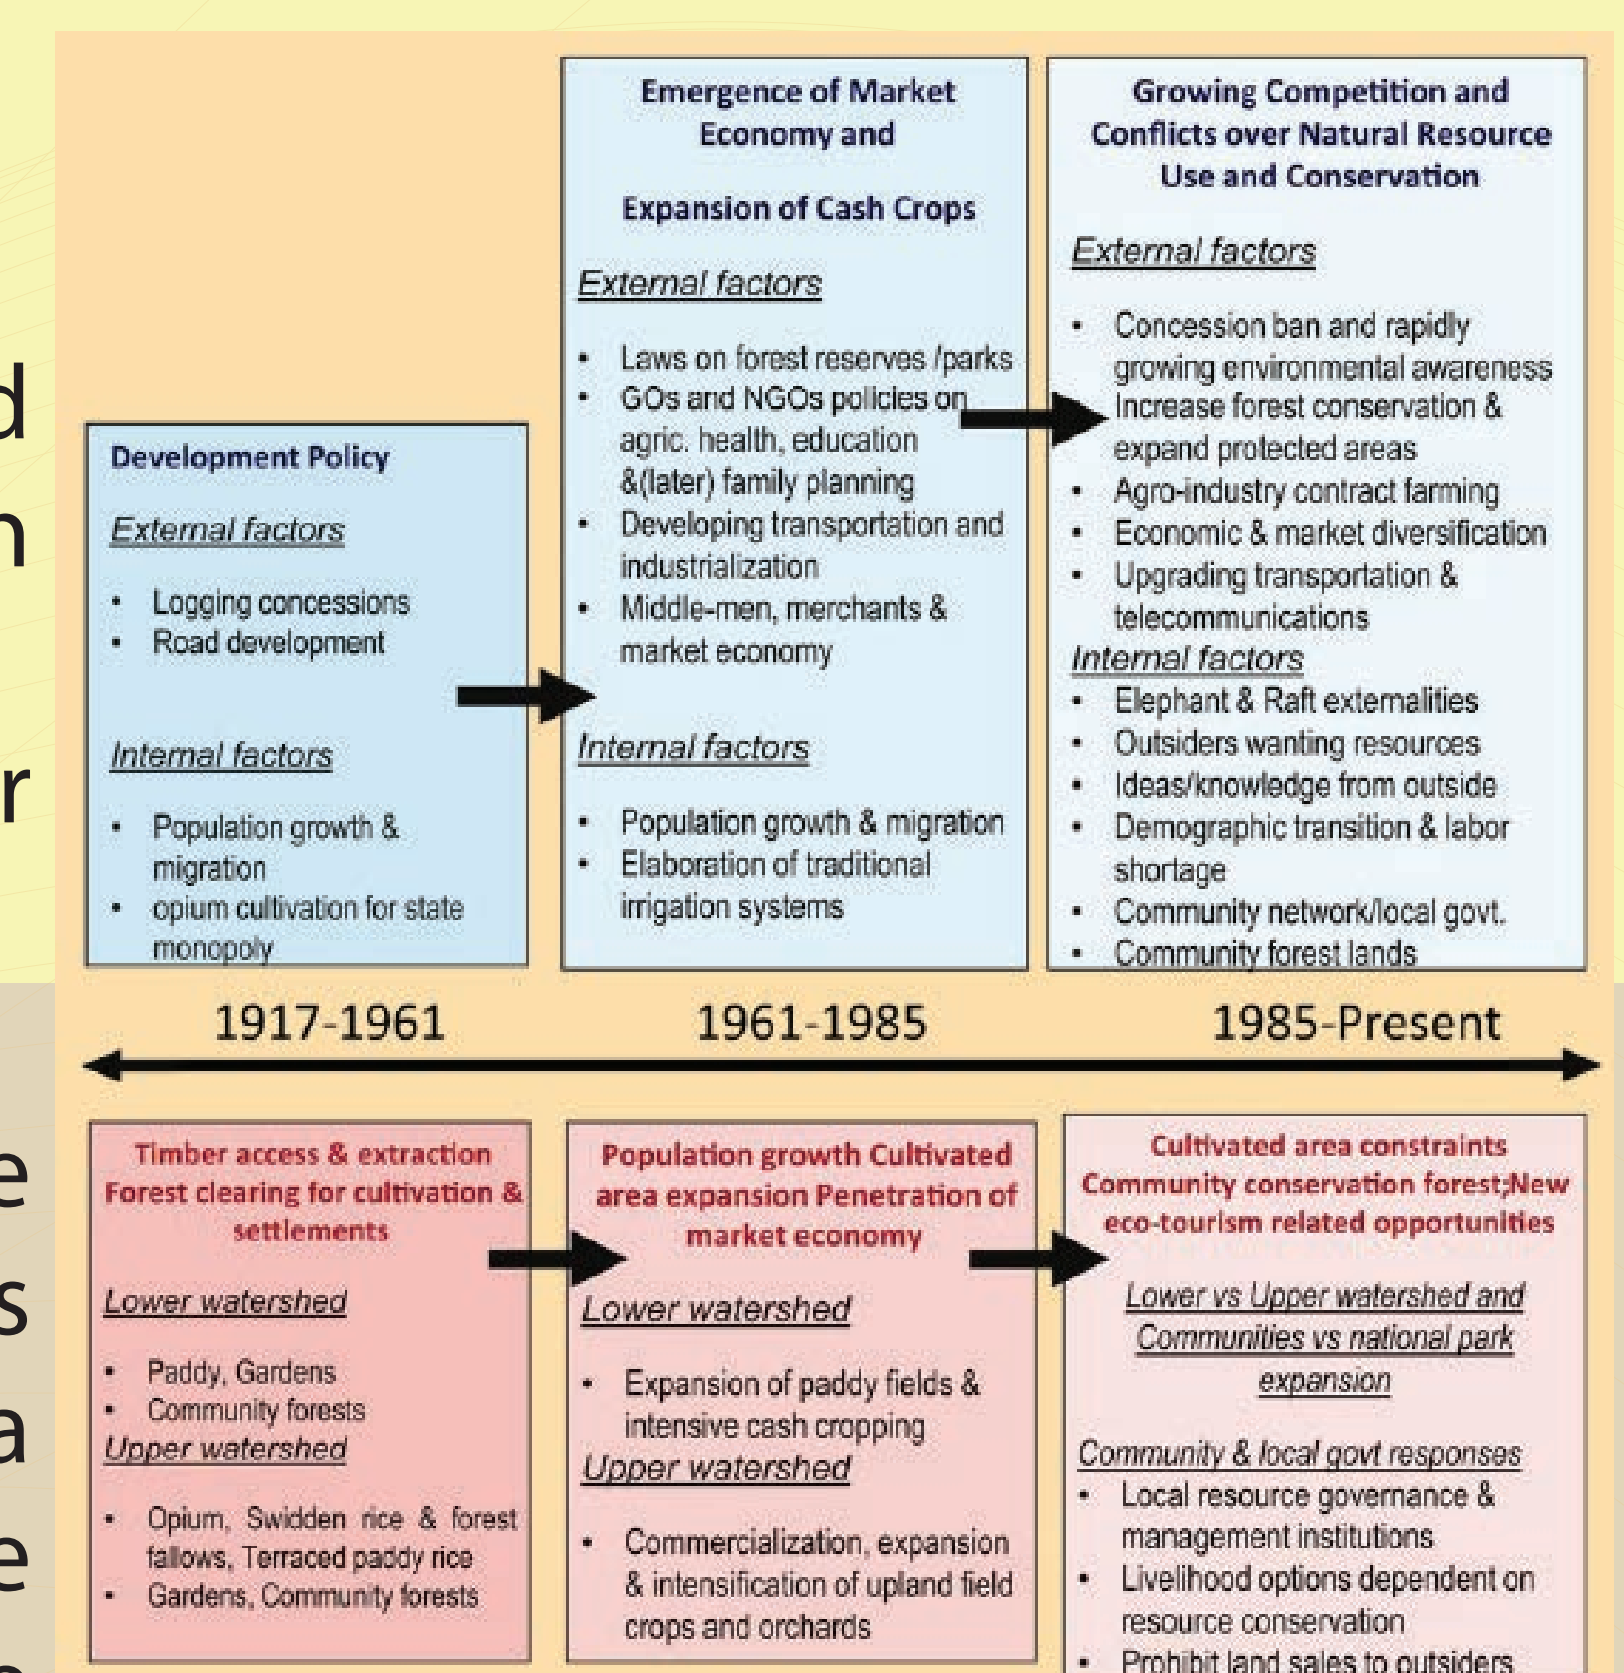 d
n
r
e
s
a
e
Development Policy
External factors
• Logging concessions
• Road development
Internal factors
• Population growth &
migration
• opium cultivation for state
monopoly
Emergence of Market
Economy and
Expansion of Cash Crops
External factors
• Laws on forest reserves /parks
• GOs and NGOs policies on
agric. health, education
&(later) family planning
• Developing transportation and
industrialization
• Middle-men, merchants &
market economy
Internal factors
• Population growth & migration
• Elaboration of traditional
irrigation systems
Growing Competition and
Conflicts over Natural Resource
Use and Conservation
External factors
• Concession ban and rapidly
growing environmental awareness
Increase forest conservation &
expand protected areas
• Agro-industry contract farming
• Economic & market diversification
• Upgrading transportation &
telecommunications
Internal factors
• Elephant & Raft externalities
• Outsiders wanting resources
• Ideas/knowledge from outside
• Demographic transition & labor
shortage
• Community network/local govt.
• Community forest lands
1917-1961
1961-1985
1985-Present
Timber access & extraction
Forest clearing for cultivation &
settlements
Lower watershed
• Paddy, Gardens
• Community forests
Upper watershed
• Opium, Swidden rice & forest
fallows, Terraced paddy rice
• Gardens, Community forests
Population growth Cultivated
area expansion Penetration of
market economy
Lower watershed
• Expansion of paddy fields &
intensive cash cropping
Upper watershed
• Commercialization, expansion
& intensification of upland field
crops and orchards
Cultivated area constraints
Community conservation forest;New
eco-tourism related opportunities
Lower vs Upper watershed and
Communities vs national park
expansion
Community & local govt responses
• Local resource governance &
management institutions
• Livelihood options dependent on
resource conservation
• Prohibit land sales to outsiders